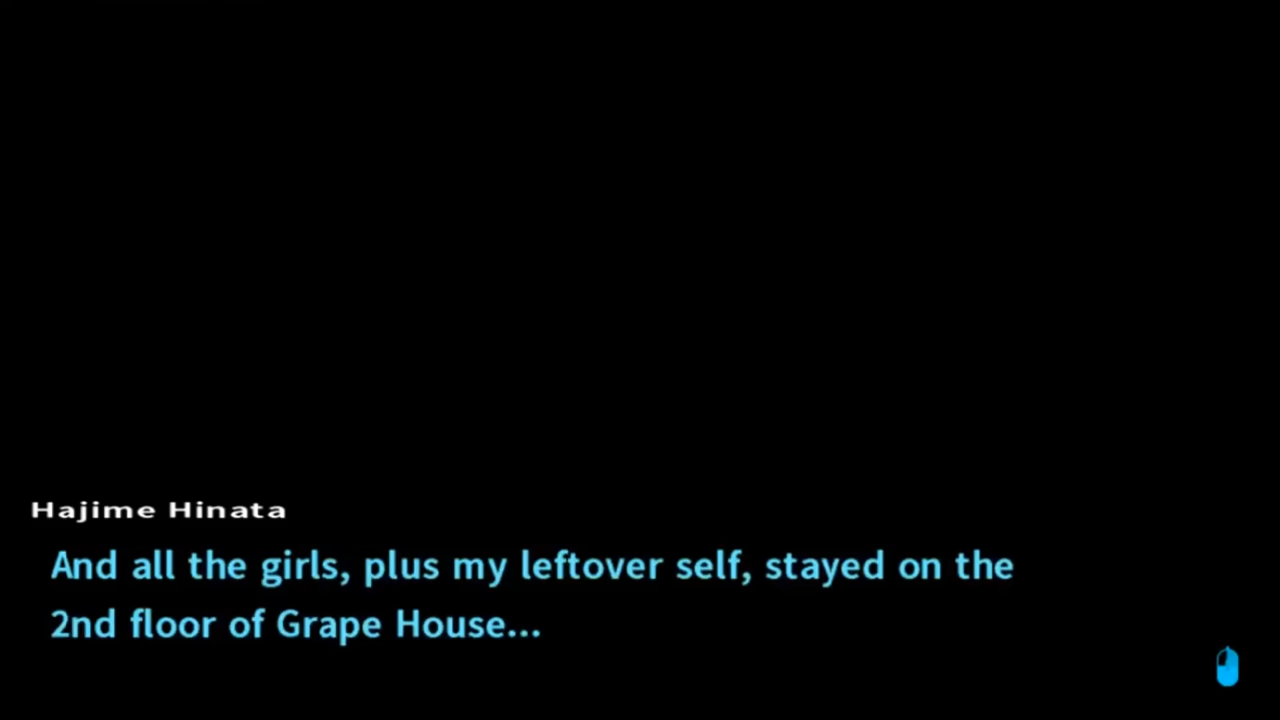 Hajime Hinata
And all the girls, plus my leftover self, stayed on the
2nd floor of Grape House...